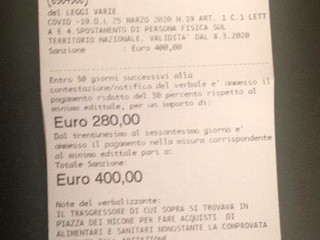 del LEGGI VARIE
COVID -19.D.L 25 MARZO 2020 N.19 ART. 1 C.1 LETT
A E 4.SPOSTAMENTO DI PERSONA FISICA SUL
TERRITORIO NAZIONALE. VALIDITA' DAL 8.3.2020
Sanzione : Euro 400,00
Entro 30 giorni successivi alla
contestazione/notifica del verbale e' ammesso il
pagamento ridotto del 30 percento rispetto al
minimo edittale, per un importo di:
Euro 280,00
Dal trentunesimo al sessantesimo giorno e'
ammesso il pagamento nella misura corrispondente
al minimo edittale pari a:
Totale Sanzione:
Euro 400,00
Note del verbalizzante:
IL TRASGRESSORE DI CUI SOPRA SI TROVAVA IN
PIAZZA DEI MICONE PER FARE ACQUISTI DI
ALIMENTARI E SANITARI NONOSTANTE LA COMPROVATA